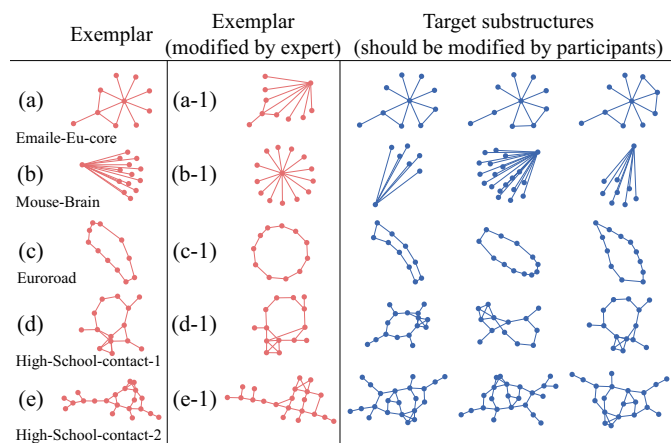 Exemplar
Exemplar
(modified by expert)
Target substructures
(should be modified by participants)
(a)
(a-1)
Emaile-Eu-core
(b)
(b-1)
Mouse-Brain
(c)
(c-1)
Euroroad
(d)
(d-1)
High-School-contact-1
(e)
(e-1)
High-School-contact-2